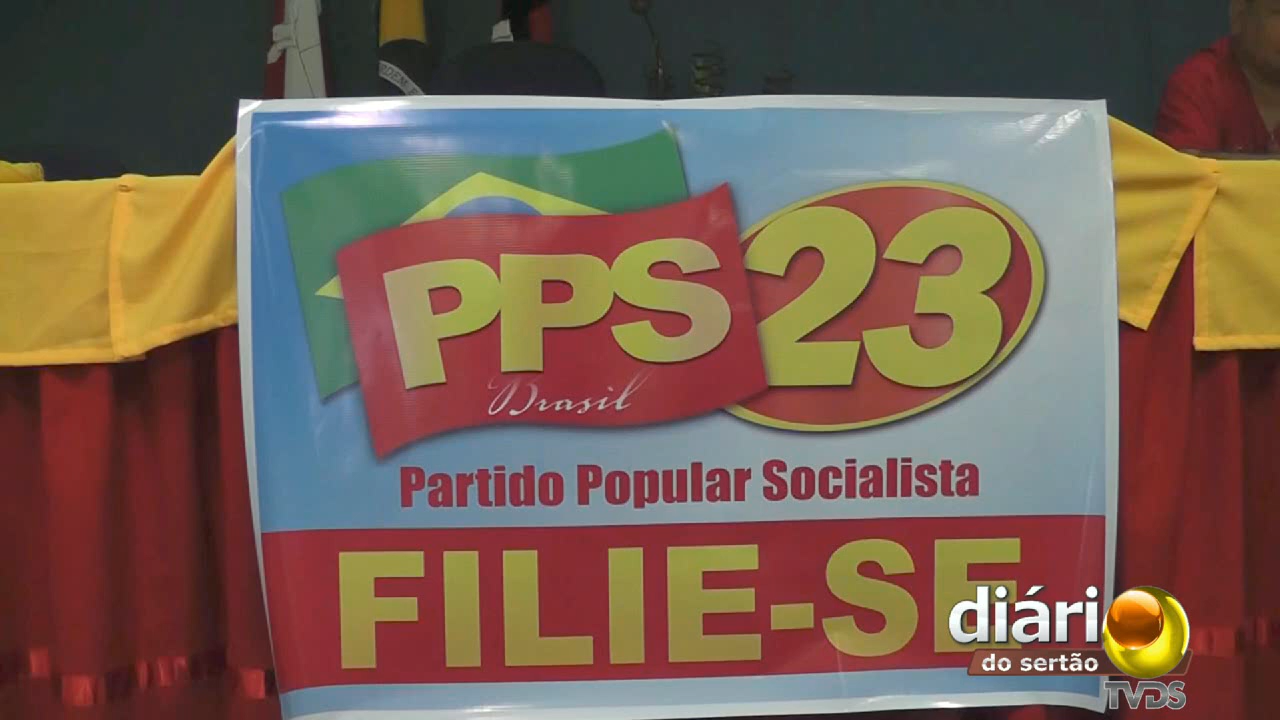 PPS 23
Brasil
Partido Popular Socialista
FILIE-SE
diário
do sertão
TVDS